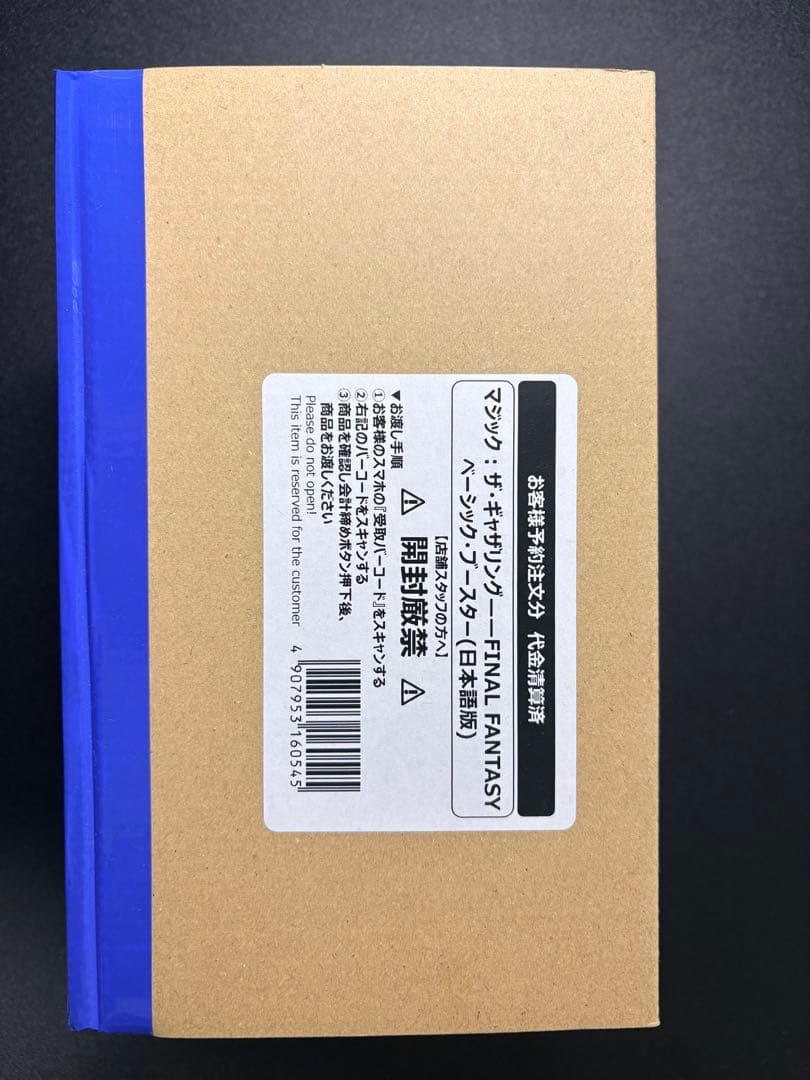 お客様予約注文分 代金清算済
マジック：ザ・ギャザリング——FINAL FANTASY
ベーシック・ブースター(日本語版)
【店舗スタッフの方へ】
⚠ 開封厳禁 ⚠
▼お渡し手順
①お客様のスマホの『受取バーコード』をスキャンする
②右記のバーコードをスキャンする
③商品を確認し会計締めボタン押下後、
商品をお渡しください
Please do not open!
This item is reserved for the customer
4 907953 160545